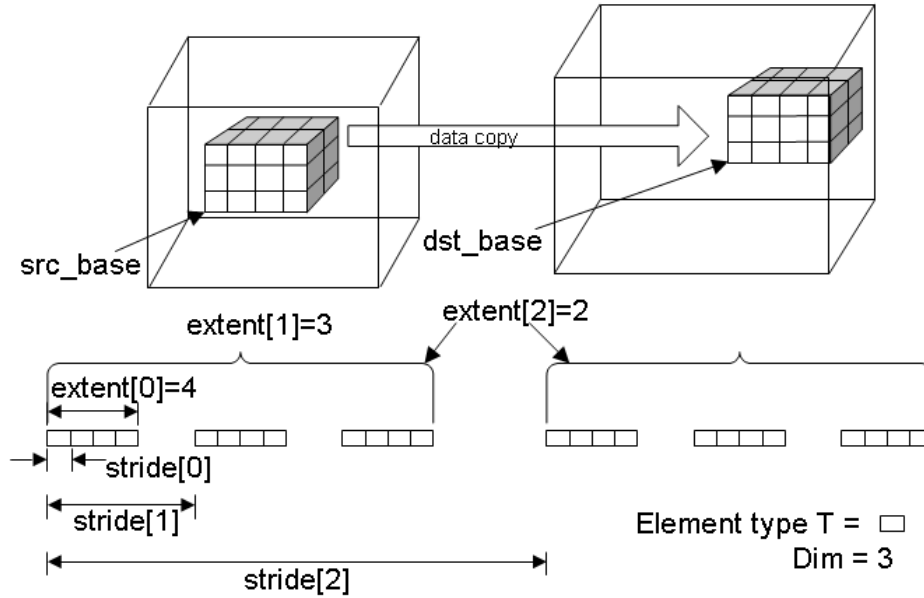 data copy
src_base
dst_base
extent[1]=3
extent[2]=2
extent[0]=4
stride[0]
stride[1]
stride[2]
Element type T =
Dim = 3